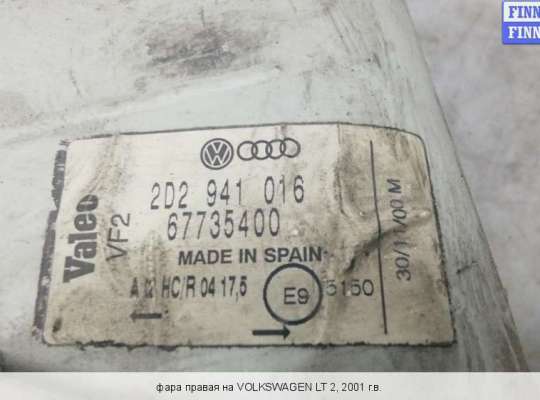 FINN
FINN
Valeo
VF2
2D2 941 016
67735400
MADE IN SPAIN
HC/R 04 17,5
E9
5150
30/11/00 M
фара правая на VOLKSWAGEN LT 2, 2001 г.в.